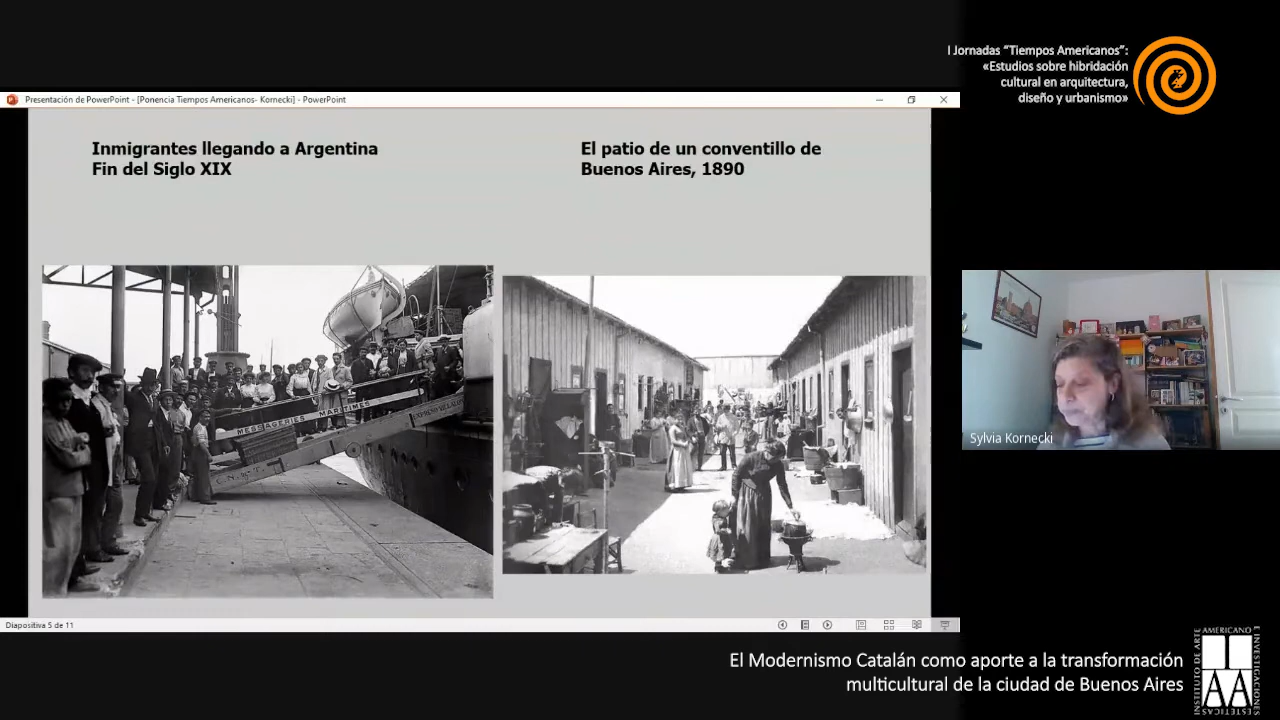 I Jornadas “Tiempos Americanos”:
«Estudios sobre hibridación
cultural en arquitectura,
diseño y urbanismo»
Presentación de PowerPoint - [Ponencia Tiempos Americanos- Kornecki] - PowerPoint
Inmigrantes llegando a Argentina
Fin del Siglo XIX
El patio de un conventillo de
Buenos Aires, 1890
MESSAGERIES MARITIMES
Sylvia Kornecki
Diapositiva 5 de 11
El Modernismo Catalán como aporte a la transformación
multicultural de la ciudad de Buenos Aires
INSTITUTO DE ARTE
AMERICANO
E INVESTIGACIONES
ESTÉTICAS
IAA